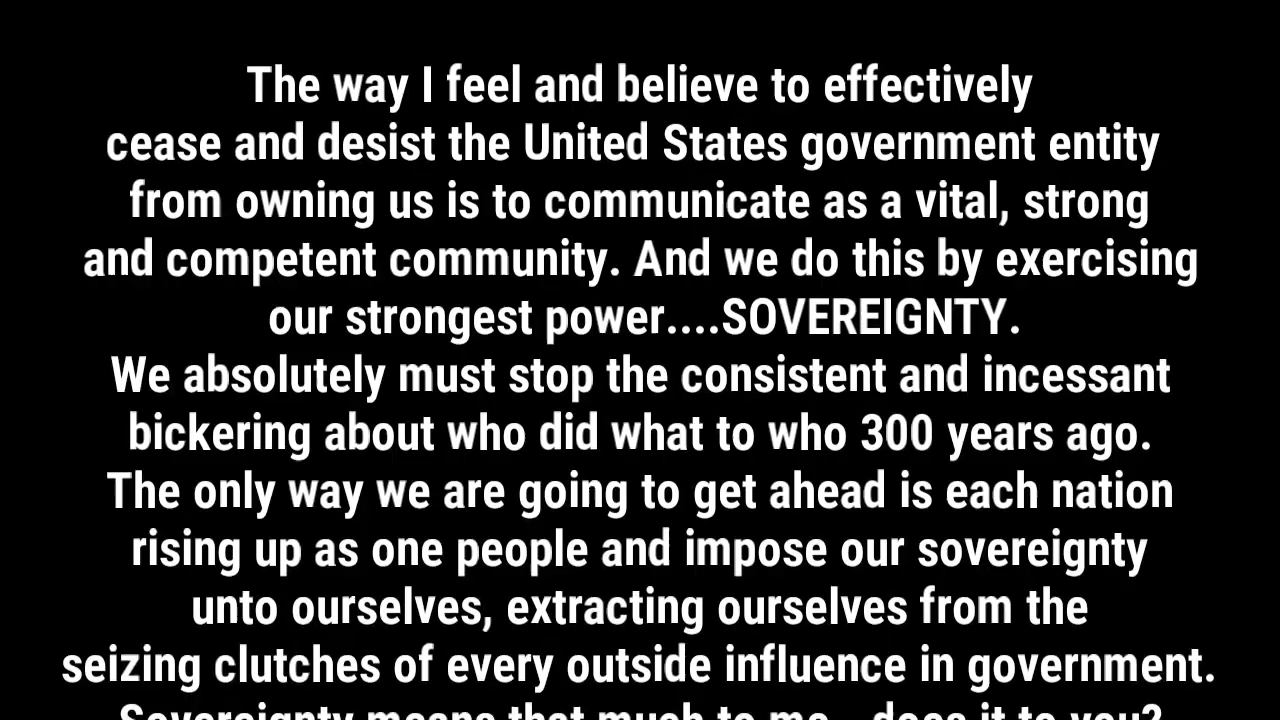 The way I feel and believe to effectively
cease and desist the United States government entity
from owning us is to communicate as a vital, strong
and competent community. And we do this by exercising
our strongest power....SOVEREIGNTY.
We absolutely must stop the consistent and incessant
bickering about who did what to who 300 years ago.
The only way we are going to get ahead is each nation
rising up as one people and impose our sovereignty
unto ourselves, extracting ourselves from the
seizing clutches of every outside influence in government.
Sovereignty means that much to me...does it to you?